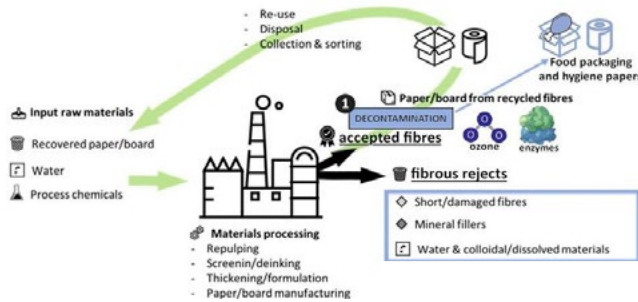 - Re-use
- Disposal
- Collection & sorting
Food packaging
and hygiene papers
Input raw materials
Recovered paper/board
Water
Process chemicals
1
Paper/board from recycled fibres
DECONTAMINATION
accepted fibres
O
O
O
ozone
enzymes
fibrous rejects
Short/damaged fibres
Mineral fillers
Water & colloidal/dissolved materials
Materials processing
- Repulping
- Screenin/deinking
- Thickening/formulation
- Paper/board manufacturing